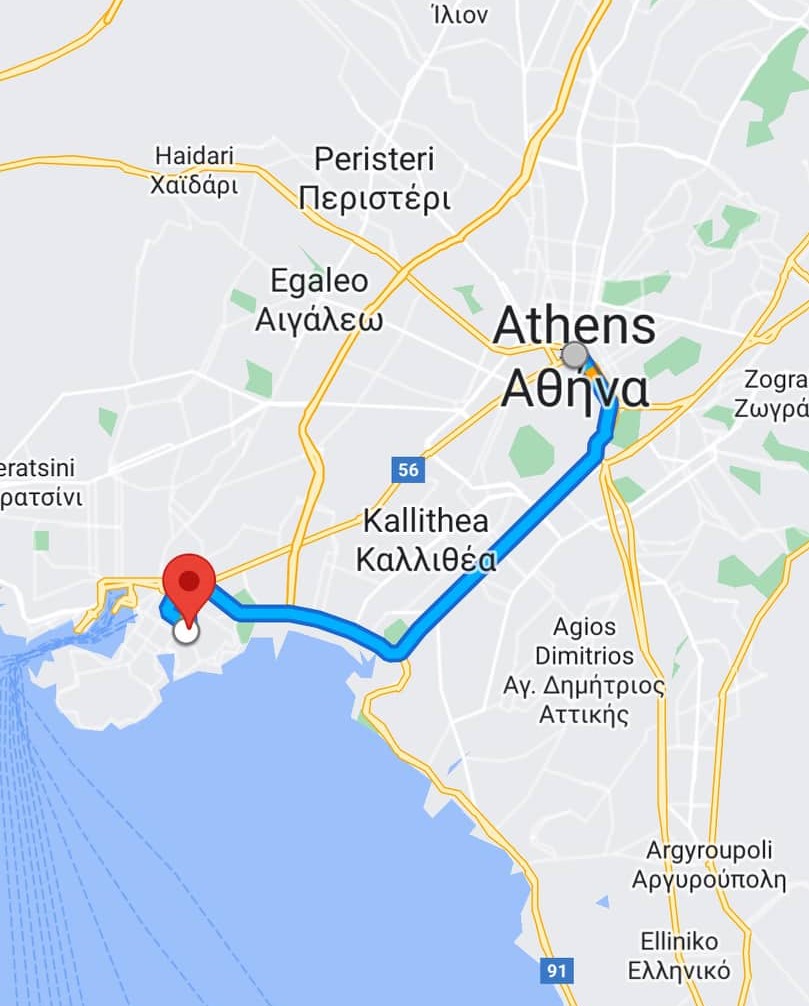 Ίλιον
Haidari
Χαϊδάρι
Peristeri
Περιστέρι
Egaleo
Αιγάλεω
Athens
Αθήνα
Zogra
Ζωγρά
eratsini
ρατσίνι
56
Kallithea
Καλλιθέα
Agios
Dimitrios
Αγ. Δημήτριος
Αττικής
Argyroupoli
Αργυρούπολη
Elliniko
Ελληνικό
91